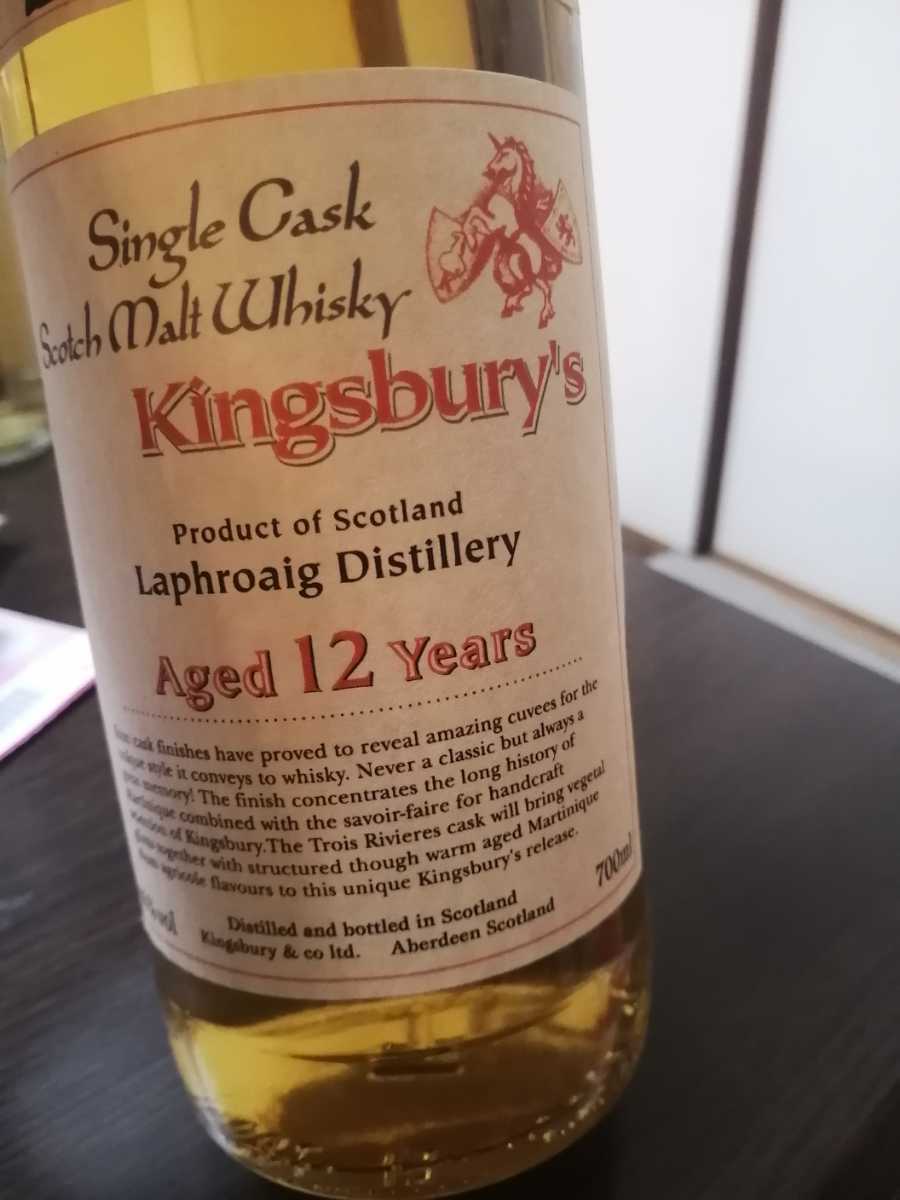 Single Cask
Scotch Malt Whisky
Kingsbury's
Product of Scotland
Laphroaig Distillery
Aged 12 Years
cask finishes have proved to reveal amazing cuvees for the
style it conveys to whisky. Never a classic but always a
memory! The finish concentrates the long history of
Martinique combined with the savoir-faire for handcraft
of Kingsbury.The Trois Rivieres cask will bring vegetal
together with structured though warm aged Martinique
agricole flavours to this unique Kingsbury's release.
vol
Distilled and bottled in Scotland
700ml
Kingsbury & co ltd. Aberdeen Scotland